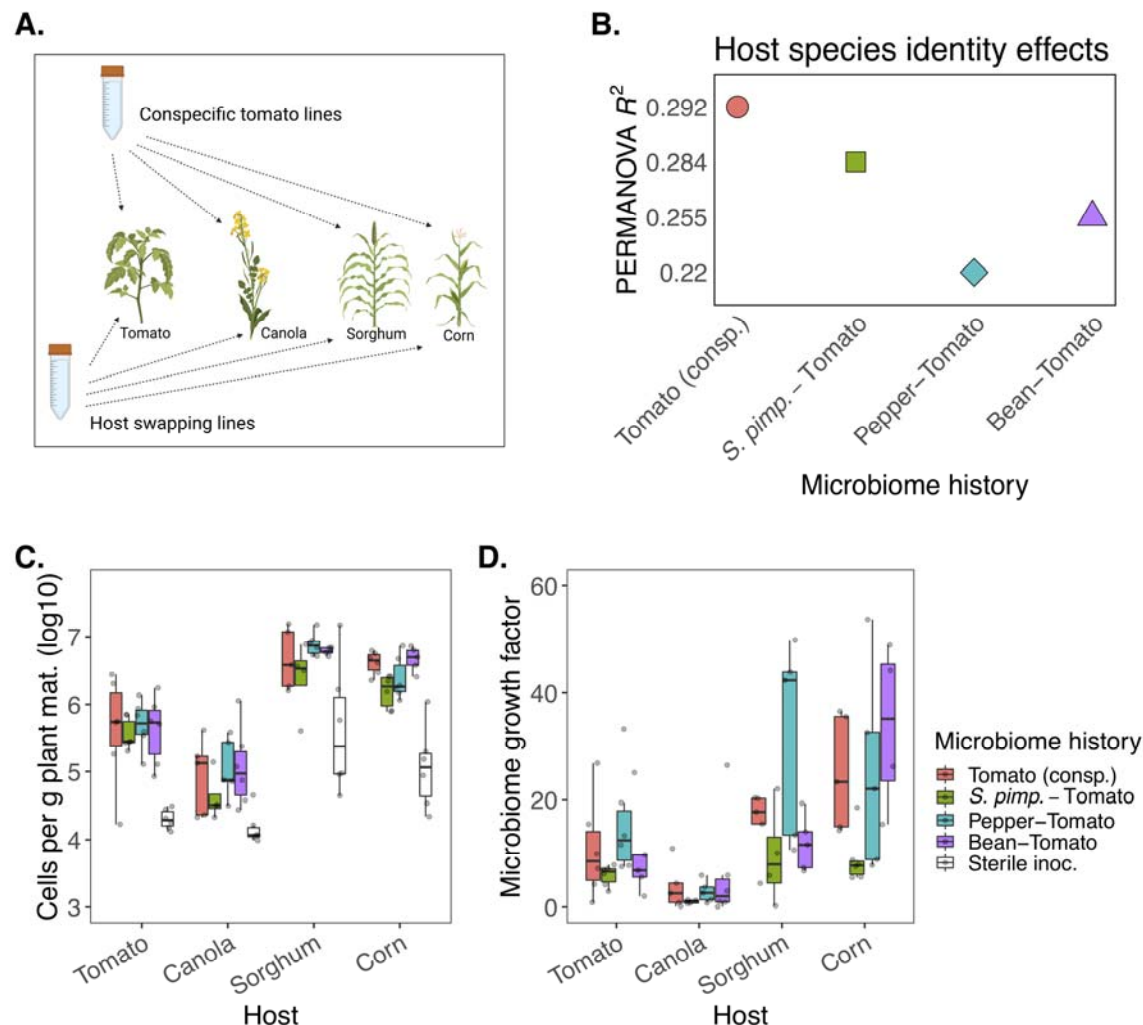 A.
Conspecific tomato lines
Tomato
Canola
Sorghum
Corn
Host swapping lines
B.
Host species identity effects
PERMANOVA R²
0.292
0.284
0.255
0.22
Tomato (consp.)
S. pimp. – Tomato
Pepper–Tomato
Bean–Tomato
Microbiome history
C.
Cells per g plant mat. (log10)
7
6
5
4
3
Tomato
Canola
Sorghum
Corn
Host
D.
Microbiome growth factor
60
40
20
0
Tomato
Canola
Sorghum
Corn
Host
Microbiome history
Tomato (consp.)
S. pimp. – Tomato
Pepper–Tomato
Bean–Tomato
Sterile inoc.